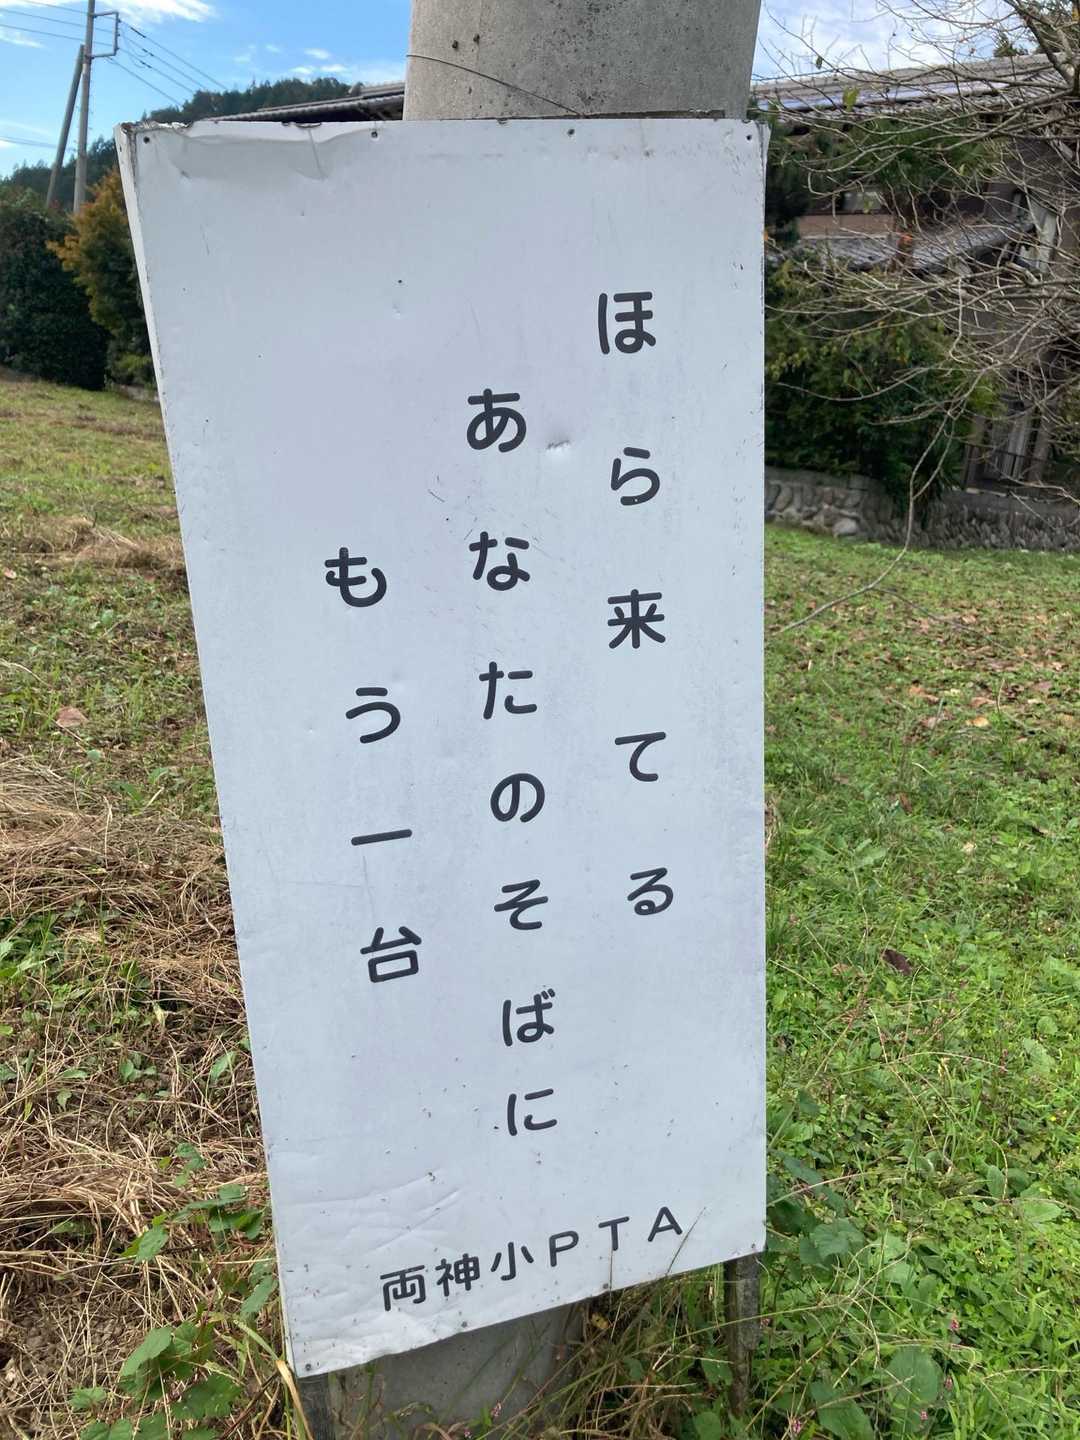 ほら来てる
あなたのそばに
もう一台
両神小PTA